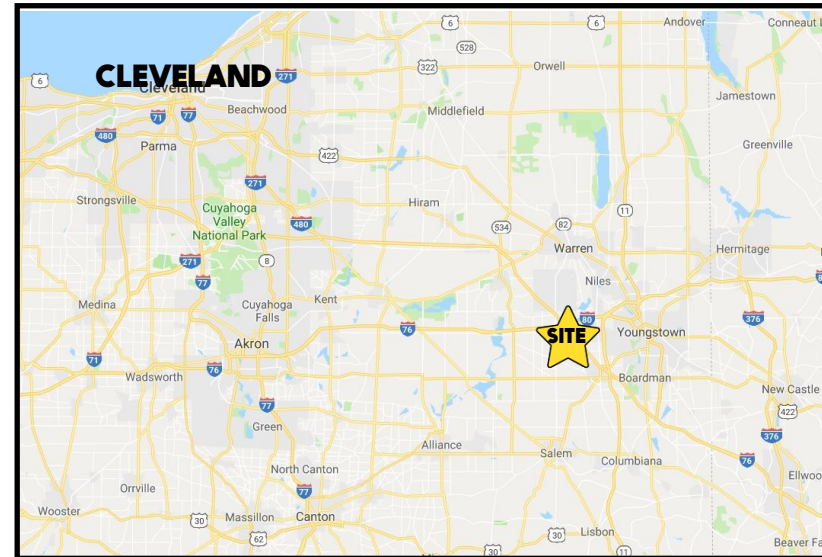 6
6
Andover
Conneaut L
528
CLEVELAND
Cleveland
271
322
Orwell
6
Jamestown
71
77
Beachwood
Middlefield
480
Parma
422
Greenville
271
Strongsville
Cuyahoga
Valley
National Park
480
Hiram
534
82
11
Warren
Hermitage
271
8
77
Niles
Medina
Cuyahoga
Falls
Kent
76
80
SITE
Youngstown
376
Akron
71
76
Wadsworth
Boardman
New Castle
77
422
Green
376
Alliance
Salem
Columbiana
76
North Canton
Ellwoo
Orrville
77
Wooster
30
Massillon
Canton
62
30
30
Lisbon
11
Beaver Fa